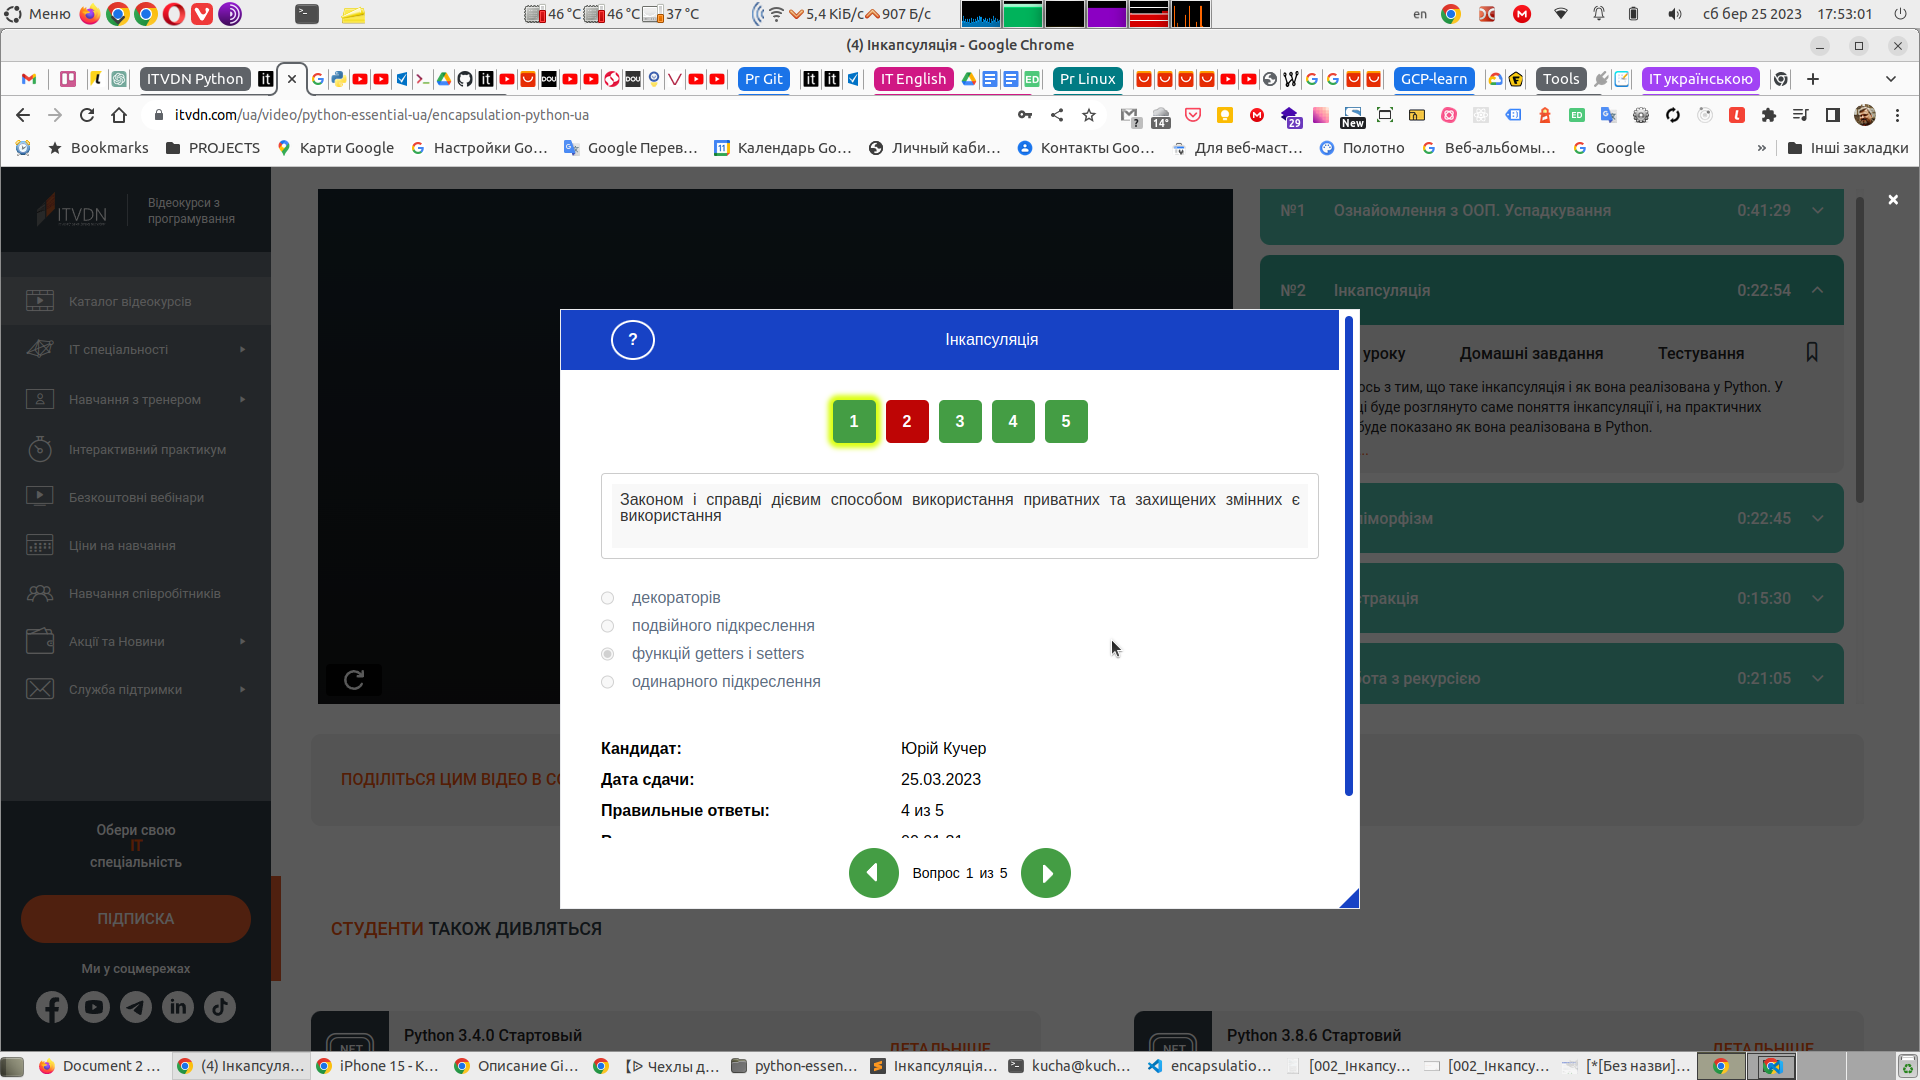 Меню
46 °C 46 °C 37 °C
5,4 КіБ/с 907 Б/с
en
сб бер 25 2023
17:53:01
(4) Інкапсуляція - Google Chrome
ITVDN Python
Pr Git
IT English
Pr Linux
GCP-learn
Tools
IT українською
itvdn.com/ua/video/python-essential-ua/encapsulation-python-ua
14°
29
New
Bookmarks
PROJECTS
Карти Google
Настройки Go…
Google Перев…
Календарь Go…
Личный каби…
Контакты Goo…
Для веб-маст…
Полотно
Веб-альбомы…
Google
»
Інші закладки
ITVDN
Відеокурси з
програмування
Каталог відеокурсів
IT спеціальності
Навчання з тренером
Інтерактивний практикум
Безкоштовні вебінари
Ціни на навчання
Навчання співробітників
Акції та Новини
Служба підтримки
Обери свою
IT
спеціальність
ПІДПИСКА
Ми у соцмережах
№1 Ознайомлення з ООП. Успадкування 0:41:29
№2 Інкапсуляція 0:22:54
уроку Домашні завдання Тестування
ось з тим, що таке інкапсуляція і як вона реалізована у Python. У
ці буде розглянуто саме поняття інкапсуляції і, на практичних
буде показано як вона реалізована в Python.
іморфізм 0:22:45
стракція 0:15:30
ота з рекурсією 0:21:05
?
Інкапсуляція
1 2 3 4 5
Законом і справді дієвим способом використання приватних та захищених змінних є
використання
декораторів
подвійного підкреслення
функцій getters і setters
одинарного підкреслення
Кандидат: Юрій Кучер
Дата сдачи: 25.03.2023
Правильные ответы: 4 из 5
Вопрос 1 из 5
ПОДІЛІТЬСЯ ЦИМ ВІДЕО В СО
СТУДЕНТИ ТАКОЖ ДИВЛЯТЬСЯ
.NET
Python 3.4.0 Стартовый
ДЕТАЛЬНІШЕ
.NET
Python 3.8.6 Стартовий
ДЕТАЛЬНІШЕ
Document 2 …
(4) Інкапсуля…
iPhone 15 - K…
Описание Gi…
Чехлы д…
python-essen…
Інкапсуляція…
kucha@kuch…
encapsulatio…
[002_Інкапсу…
[002_Інкапсу…
[*[Без назви]…